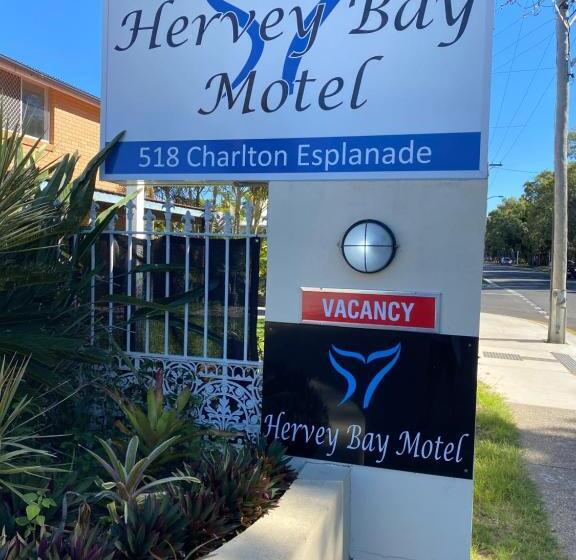 Hervey Bay
Motel
518 Charlton Esplanade
VACANCY
Hervey Bay Motel